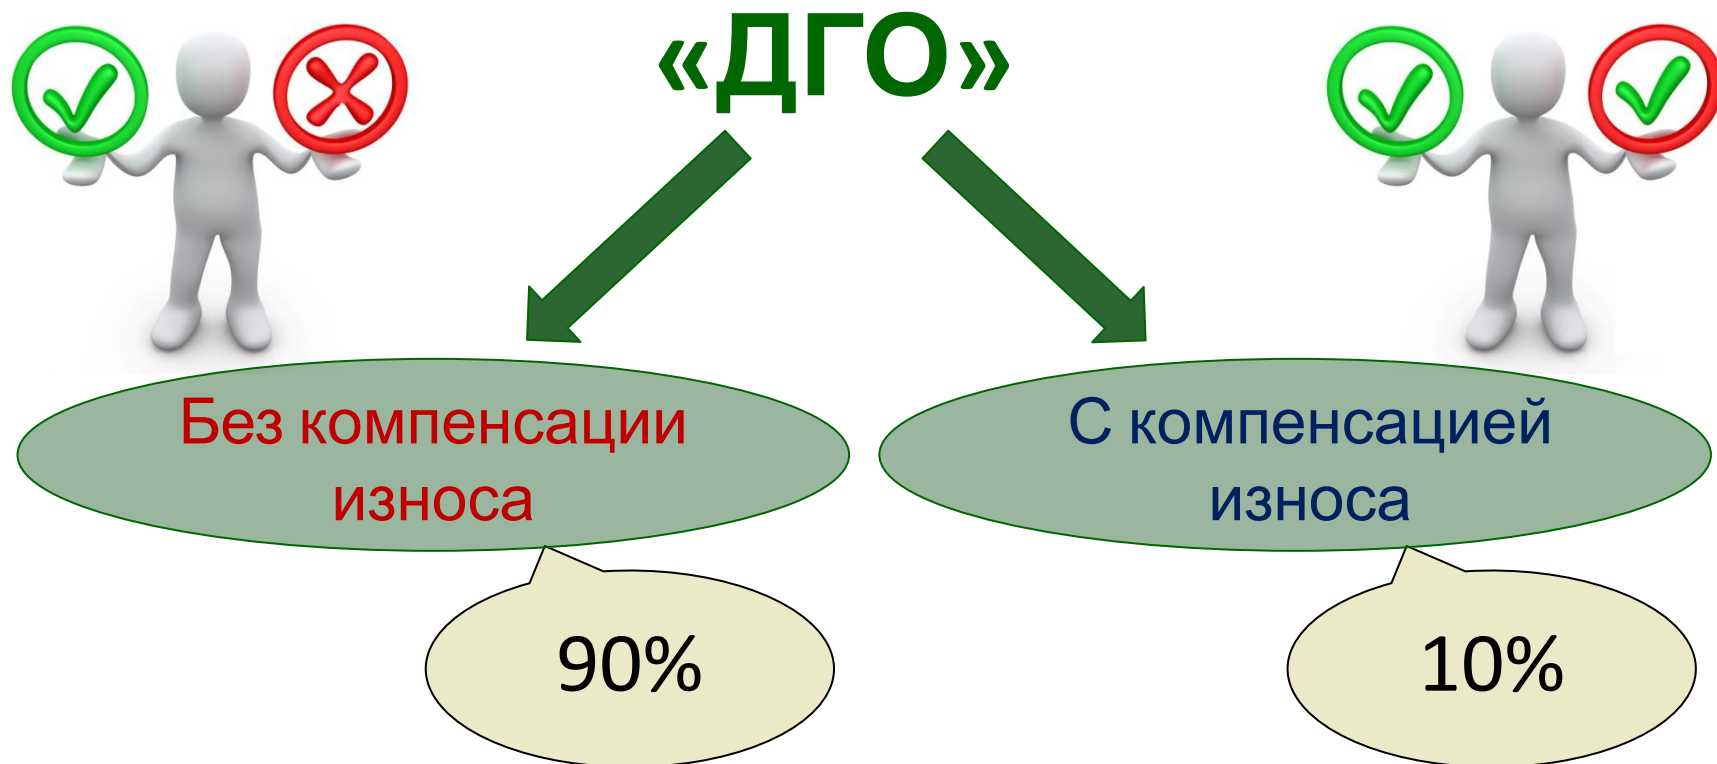 «ДГО»
Без компенсации
износа
С компенсацией
износа
90%
10%